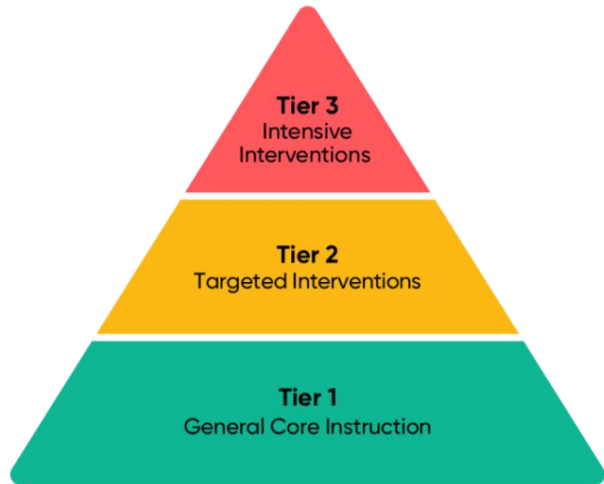 Tier 3
Intensive
Interventions
Tier 2
Targeted Interventions
Tier 1
General Core Instruction